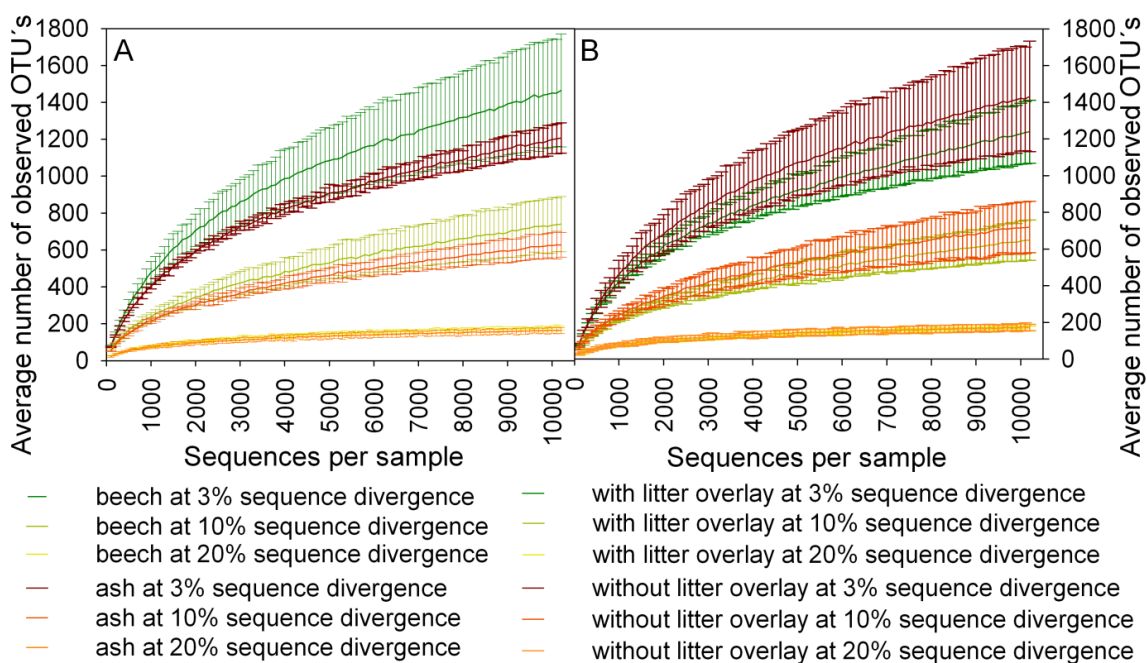 A
B
Average number of observed OTU´s
1800
1600
1400
1200
1000
800
600
400
200
0
0
1000
2000
3000
4000
5000
6000
7000
8000
9000
10000
Sequences per sample
0
1000
2000
3000
4000
5000
6000
7000
8000
9000
10000
Sequences per sample
1800
1600
1400
1200
1000
800
600
400
200
0
Average number of observed OTU´s
beech at 3% sequence divergence
beech at 10% sequence divergence
beech at 20% sequence divergence
ash at 3% sequence divergence
ash at 10% sequence divergence
ash at 20% sequence divergence
with litter overlay at 3% sequence divergence
with litter overlay at 10% sequence divergence
with litter overlay at 20% sequence divergence
without litter overlay at 3% sequence divergence
without litter overlay at 10% sequence divergence
without litter overlay at 20% sequence divergence